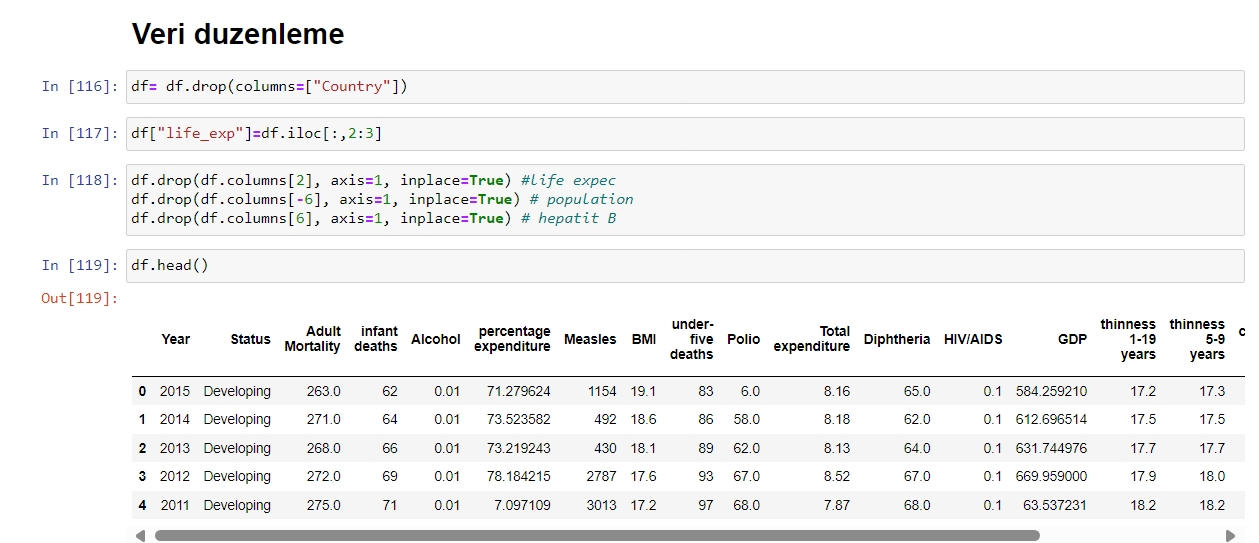 Veri duzenleme
In [116]: df= df.drop(columns=["Country"])
In [117]: df["life_exp"]=df.iloc[:,2:3]
In [118]: df.drop(df.columns[2], axis=1, inplace=True) #life expec
df.drop(df.columns[-6], axis=1, inplace=True) # population
df.drop(df.columns[6], axis=1, inplace=True) # hepatit B
In [119]: df.head()
Out[119]:
Year Status Adult Mortality infant deaths Alcohol percentage expenditure Measles BMI under-five deaths Polio Total expenditure Diphtheria HIV/AIDS GDP thinness 1-19 years thinness 5-9 years
0 2015 Developing 263.0 62 0.01 71.279624 1154 19.1 83 6.0 8.16 65.0 0.1 584.259210 17.2 17.3
1 2014 Developing 271.0 64 0.01 73.523582 492 18.6 86 58.0 8.18 62.0 0.1 612.696514 17.5 17.5
2 2013 Developing 268.0 66 0.01 73.219243 430 18.1 89 62.0 8.13 64.0 0.1 631.744976 17.7 17.7
3 2012 Developing 272.0 69 0.01 78.184215 2787 17.6 93 67.0 8.52 67.0 0.1 669.959000 17.9 18.0
4 2011 Developing 275.0 71 0.01 7.097109 3013 17.2 97 68.0 7.87 68.0 0.1 63.537231 18.2 18.2